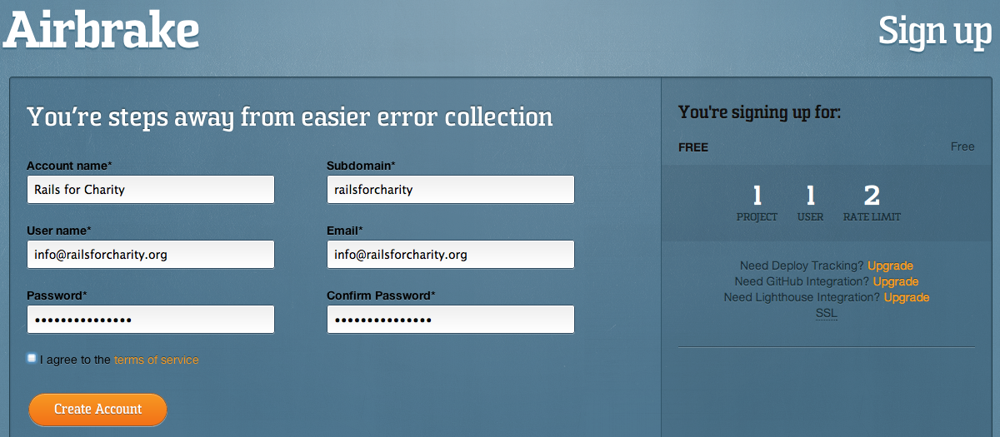 Airbrake
Sign up
You're steps away from easier error collection
Account name*
Subdomain*
Rails for Charity
railsforcharity
User name*
Email*
info@railsforcharity.org
info@railsforcharity.org
Password*
Confirm Password*
•••••••••••••••
•••••••••••••••
I agree to the terms of service
Create Account
You're signing up for:
FREE
Free
1
1
2
PROJECT
USER
RATE LIMIT
Need Deploy Tracking? Upgrade
Need GitHub Integration? Upgrade
Need Lighthouse Integration? Upgrade
SSL